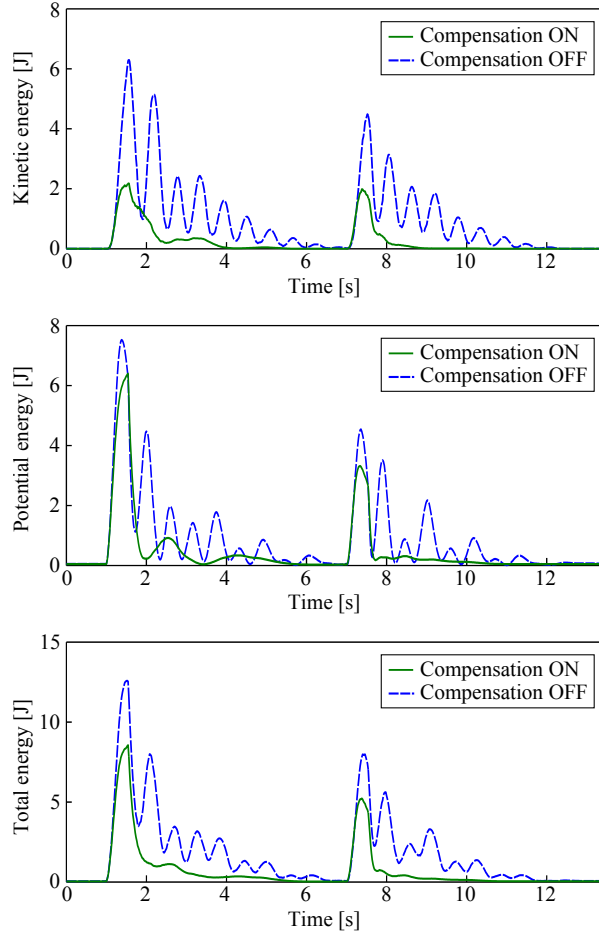 8
6
4
2
0
Kinetic energy [J]
Compensation ON
Compensation OFF
0 2 4 6 8 10 12
Time [s]
8
6
4
2
0
Potential energy [J]
Compensation ON
Compensation OFF
0 2 4 6 8 10 12
Time [s]
15
10
5
0
Total energy [J]
Compensation ON
Compensation OFF
0 2 4 6 8 10 12
Time [s]